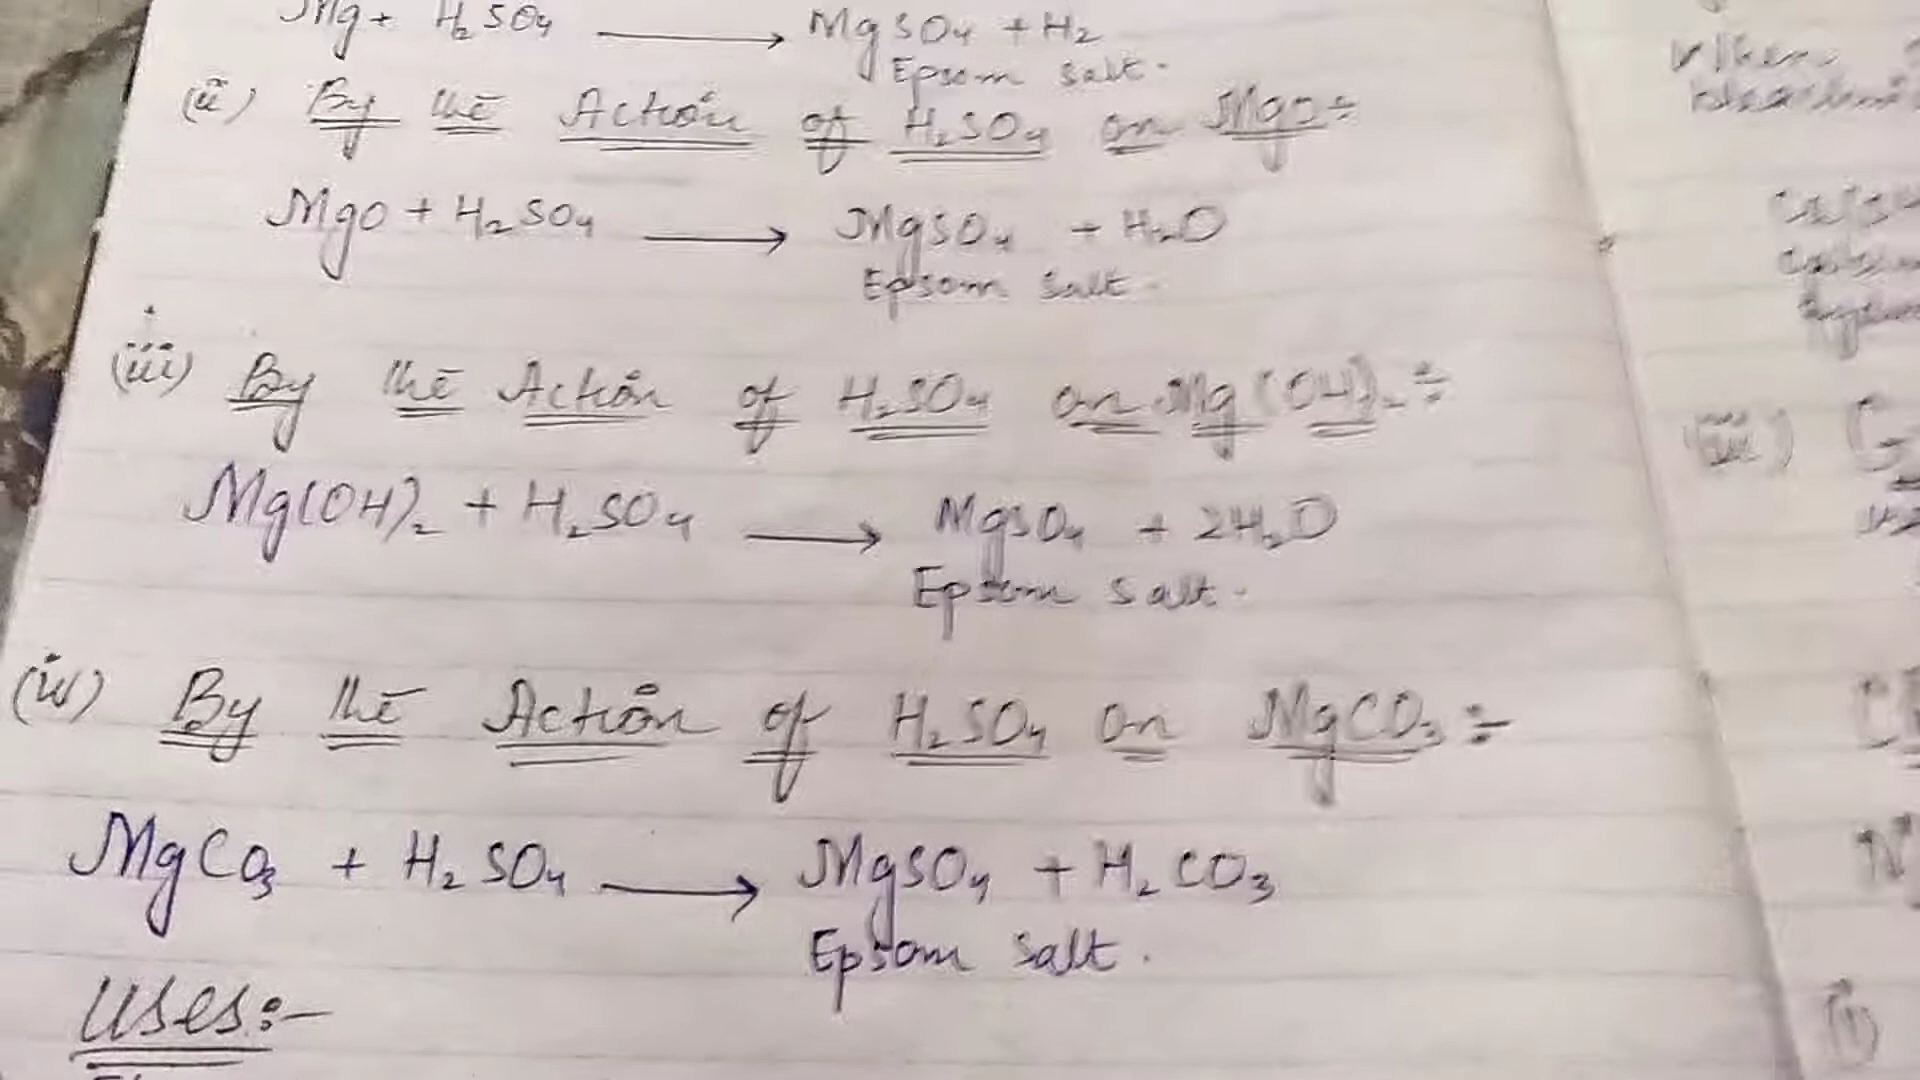 Mg + H₂SO₄ ⟶ MgSO₄ + H₂
Epsom Salt.
(ii) By the Action of H₂SO₄ on MgO÷
MgO + H₂SO₄ ⟶ MgSO₄ + H₂O
Epsom Salt.
(iii) By the Action of H₂SO₄ on Mg(OH)₂÷
Mg(OH)₂ + H₂SO₄ ⟶ MgSO₄ + 2H₂O
Epsom Salt.
(iv) By the Action of H₂SO₄ on MgCO₃÷
MgCO₃ + H₂SO₄ ⟶ MgSO₄ + H₂CO₃
Epsom Salt.
Uses:-
When
(iii)
(i)